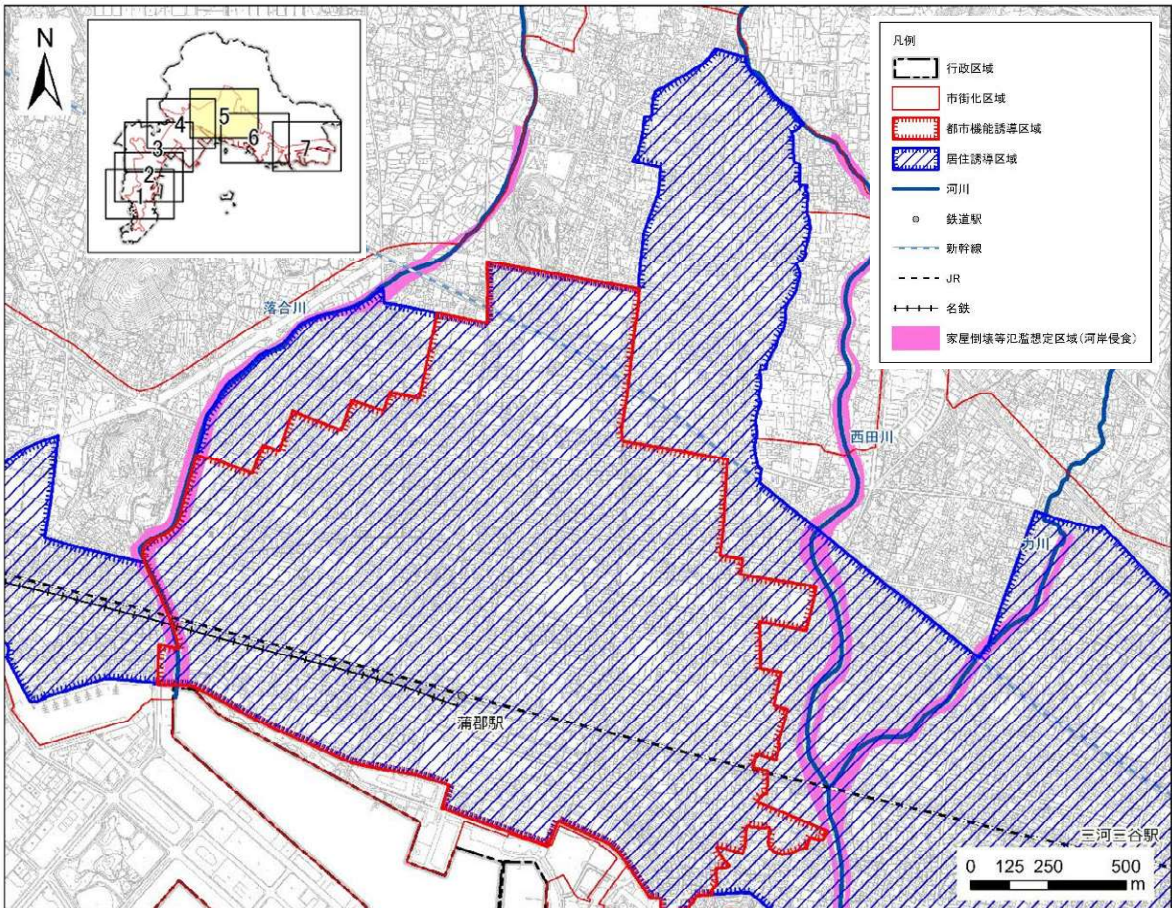 N
5
4
6
3
7
2
1
凡例
行政区域
市街化区域
都市機能誘導区域
居住誘導区域
河川
鉄道駅
新幹線
JR
名鉄
家屋倒壊等氾濫想定区域(河岸侵食)
落合川
西田川
力川
蒲郡駅
三河三谷駅
0 125 250 500
m